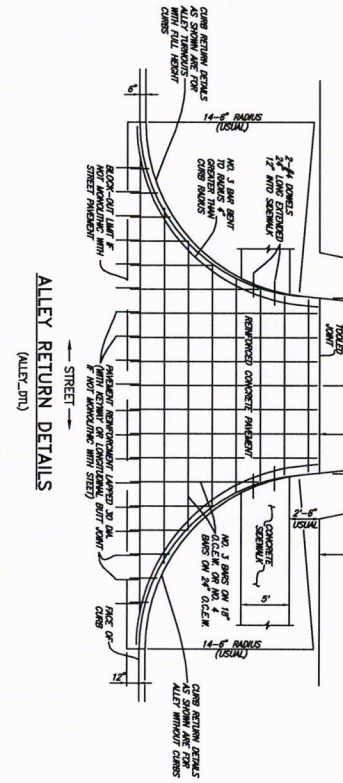 CURB RETURN DETAILS
AS SHOWN ARE FOR
ALLEY TURNOUTS
WITH FULL HEIGHT
CURBS
14-6" RADIUS
(USUAL)
6"
2-#4 DOWELS
24" LONG EXTENDED
12" INTO SIDEWALK
NO. 3 BAR BENT
TO RADIUS 4"
GREATER THAN
CURB RADIUS
BLOCK-OUT LIMIT IF
NOT MONOLITHIC WITH
STREET PAVEMENT
TOOLED
JOINT
REINFORCED CONCRETE PAVEMENT
2'-6"
USUAL
CONCRETE
SIDEWALK
5'
NO. 3 BARS ON 18"
O.C.E.W. OR NO. 4
BARS ON 24" O.C.E.W.
14-6" RADIUS
(USUAL)
CURB RETURN DETAILS
AS SHOWN ARE FOR
ALLEY WITHOUT CURBS
12"
FACE OF
CURB
PAVEMENT REINFORCEMENT LAPPED 30 DIA.
(WITH KEYWAY OR LONGITUDINAL BUTT JOINT
IF NOT MONOLITHIC WITH STEET)
STREET
ALLEY RETURN DETAILS
(ALLEY_DTL)